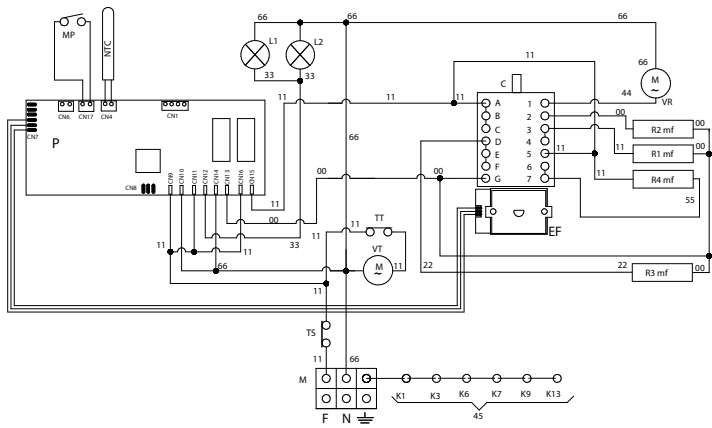 66 66 66
MP
NTC
L1 L2
11
66
M
~
VR
33 33
C
44
CN6 CN17 CN4 CN1
11 11 11
A 1
B 2 00 R2 mf 00
C 3 11 R1 mf 00
D 4
E 5 11
F 6
G 7
11 R4 mf
55
CN7
P
66
CN8
CN9 CN10 CN11 CN12 CN14 CN13 CN16 CN15
00 00
11
00
11
33
11 11
11 TT
VT
M
~
11
66
11
EF
22 22 R3 mf 00
TS
11 66
M
K1 K3 K6 K7 K9 K13
45
F N